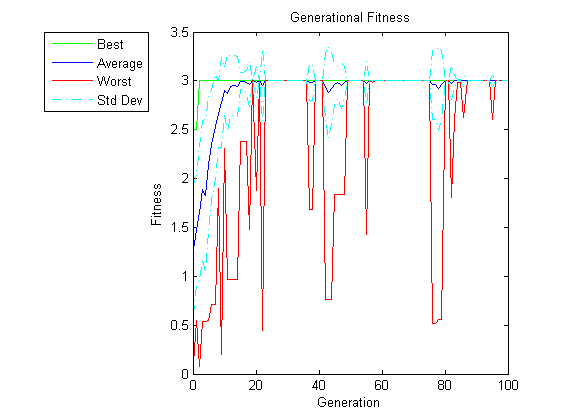 Generational Fitness
Best
Average
Worst
Std Dev
3.5
3
2.5
2
1.5
1
0.5
0
Fitness
0 20 40 60 80 100
Generation